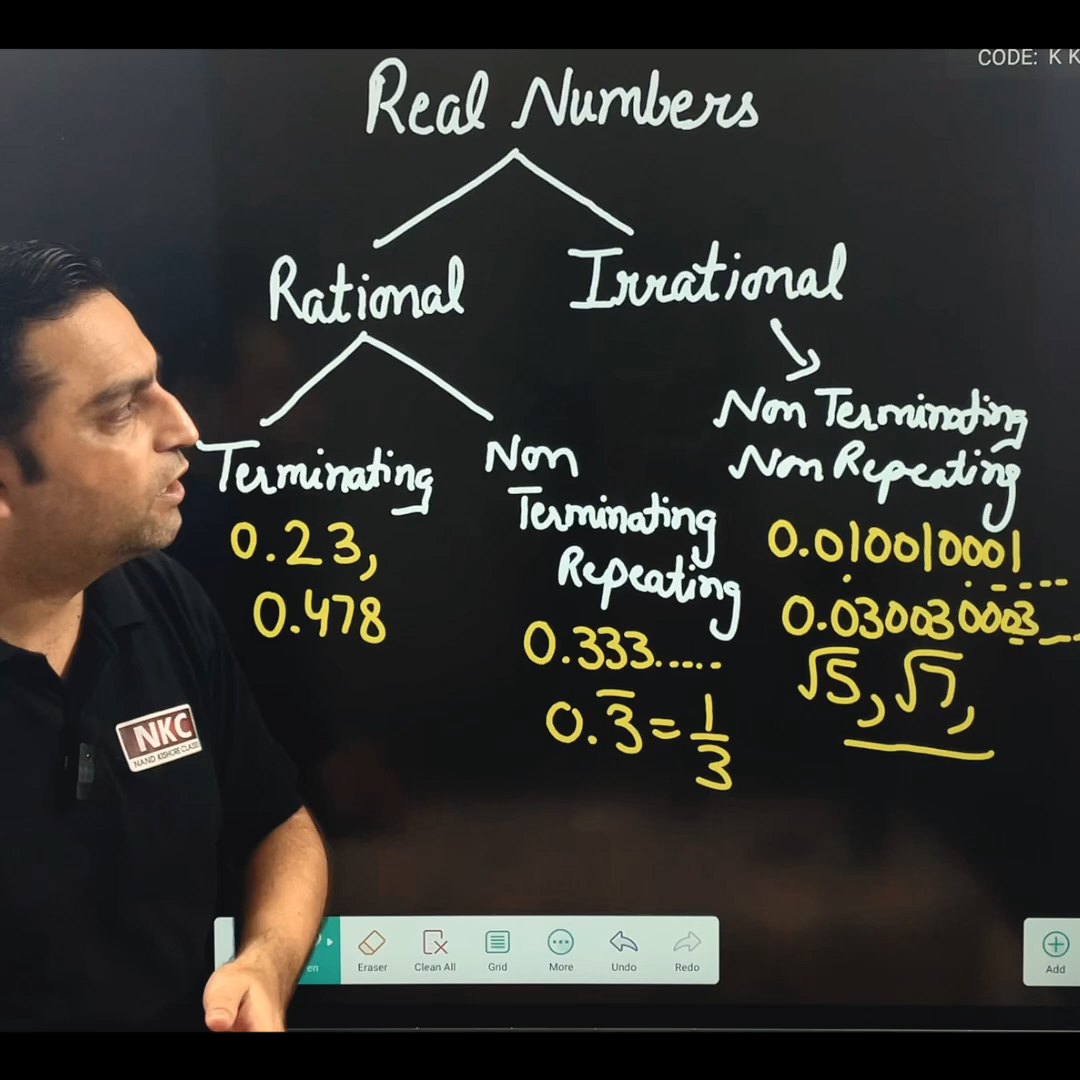 CODE: K K
Real Numbers
Rational
Irrational
Terminating
0.23,
0.478
Non
Terminating
Repeating
0.333.....
0.3̅ = 1/3
Non Terminating
Non Repeating
0.010010001....
0.030030003__
√5, √7,
NKC
NAND KISHORE CLASSES
en
Eraser
Clean All
Grid
More
Undo
Redo
Add